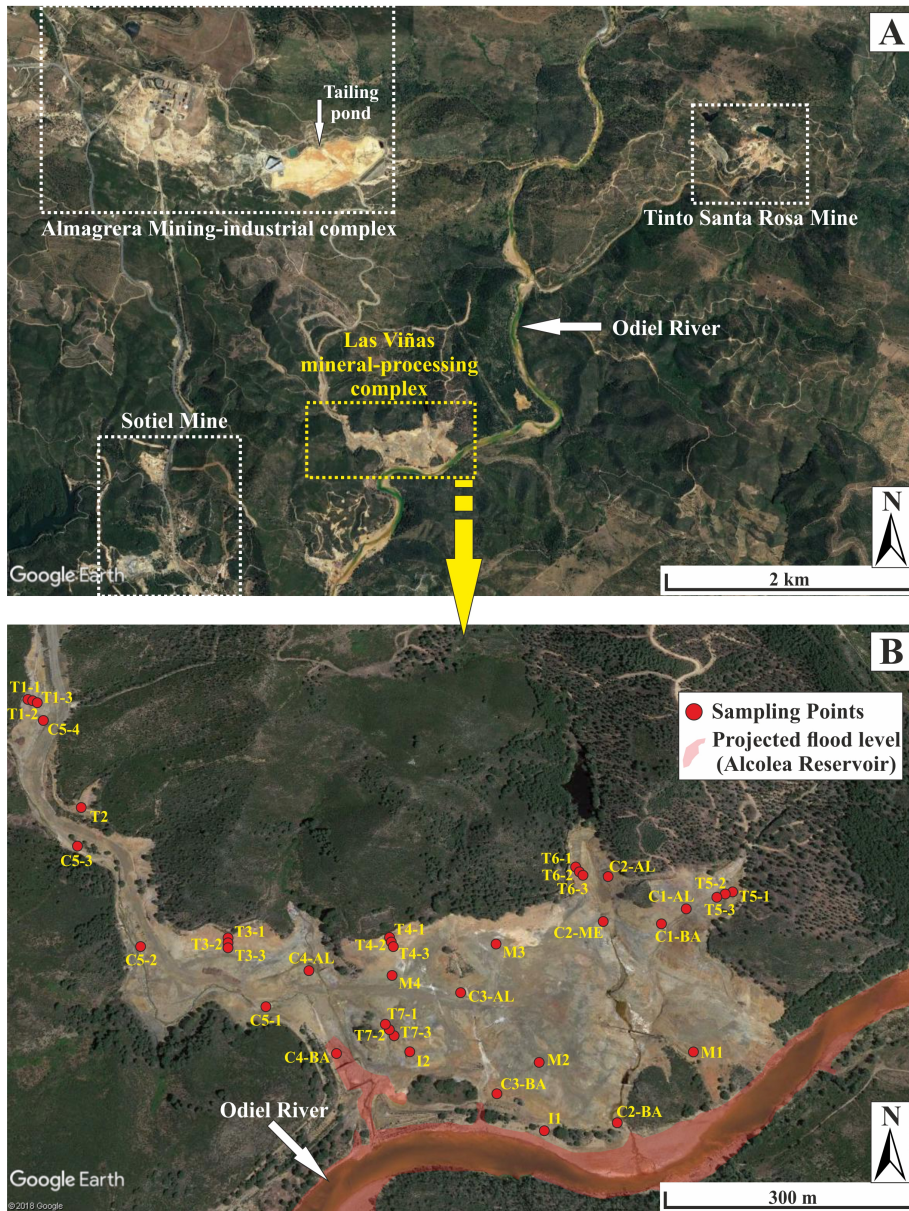 A
Tailing
pond
Almagrera Mining-industrial complex
Tinto Santa Rosa Mine
Odiel River
Las Viñas
mineral-processing
complex
Sotiel Mine
N
Google Earth
2 km
B
T1-1
T1-3
T1-2
C5-4
Sampling Points
Projected flood level
(Alcolea Reservoir)
T2
C5-3
T6-1
T6-2
T6-3
C2-AL
T5-2
T5-1
T5-3
C1-AL
C2-ME
C1-BA
T3-1
T3-2
T3-3
T4-1
T4-2
T4-3
M3
C5-2
C4-AL
M4
C3-AL
C5-1
T7-1
T7-2
T7-3
C4-BA
I2
M2
M1
C3-BA
I1
C2-BA
Odiel River
N
Google Earth
© 2018 Google
300 m